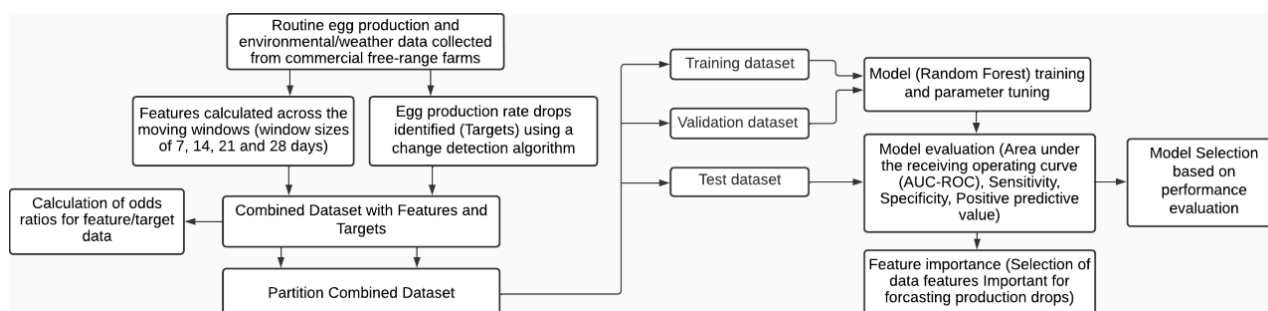 Routine egg production and
environmental/weather data collected
from commercial free-range farms
Features calculated across the
moving windows (window sizes
of 7, 14, 21 and 28 days)
Egg production rate drops
identified (Targets) using a
change detection algorithm
Calculation of odds
ratios for feature/target
data
Combined Dataset with Features and
Targets
Partition Combined Dataset
Training dataset
Validation dataset
Test dataset
Model (Random Forest) training
and parameter tuning
Model evaluation (Area under
the receiving operating curve
(AUC-ROC), Sensitivity,
Specificity, Positive predictive
value)
Model Selection
based on
performance
evaluation
Feature importance (Selection of
data features Important for
forcasting production drops)